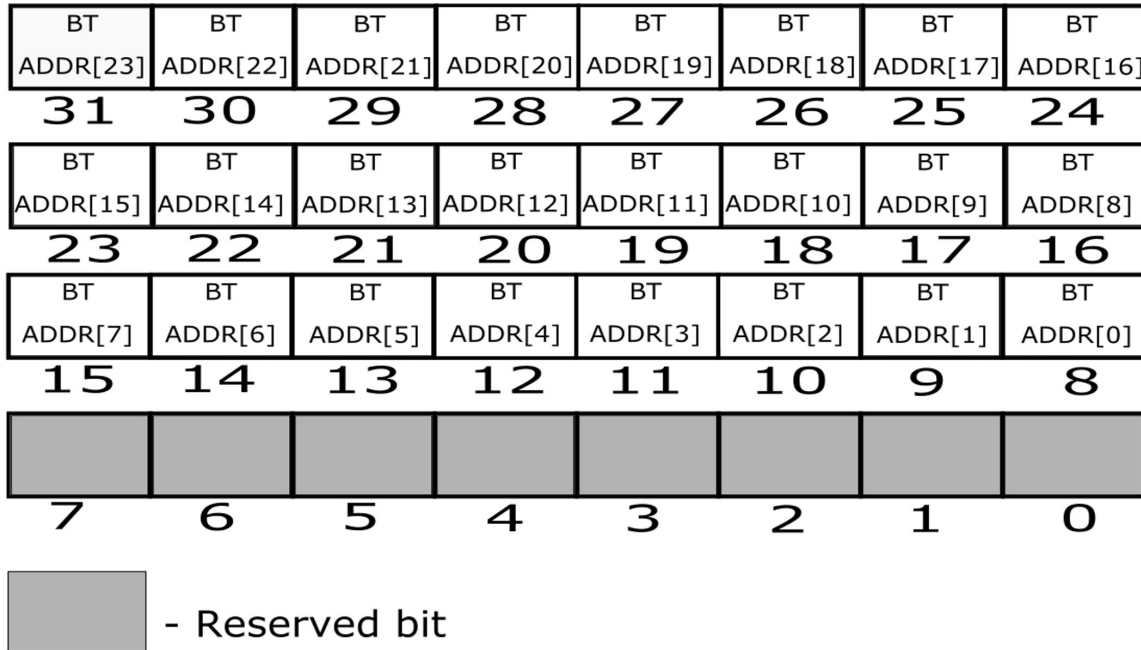 BT BT BT BT BT BT BT BT
ADDR[23] ADDR[22] ADDR[21] ADDR[20] ADDR[19] ADDR[18] ADDR[17] ADDR[16]
31 30 29 28 27 26 25 24
BT BT BT BT BT BT BT BT
ADDR[15] ADDR[14] ADDR[13] ADDR[12] ADDR[11] ADDR[10] ADDR[9] ADDR[8]
23 22 21 20 19 18 17 16
BT BT BT BT BT BT BT BT
ADDR[7] ADDR[6] ADDR[5] ADDR[4] ADDR[3] ADDR[2] ADDR[1] ADDR[0]
15 14 13 12 11 10 9 8
7 6 5 4 3 2 1 0
- Reserved bit